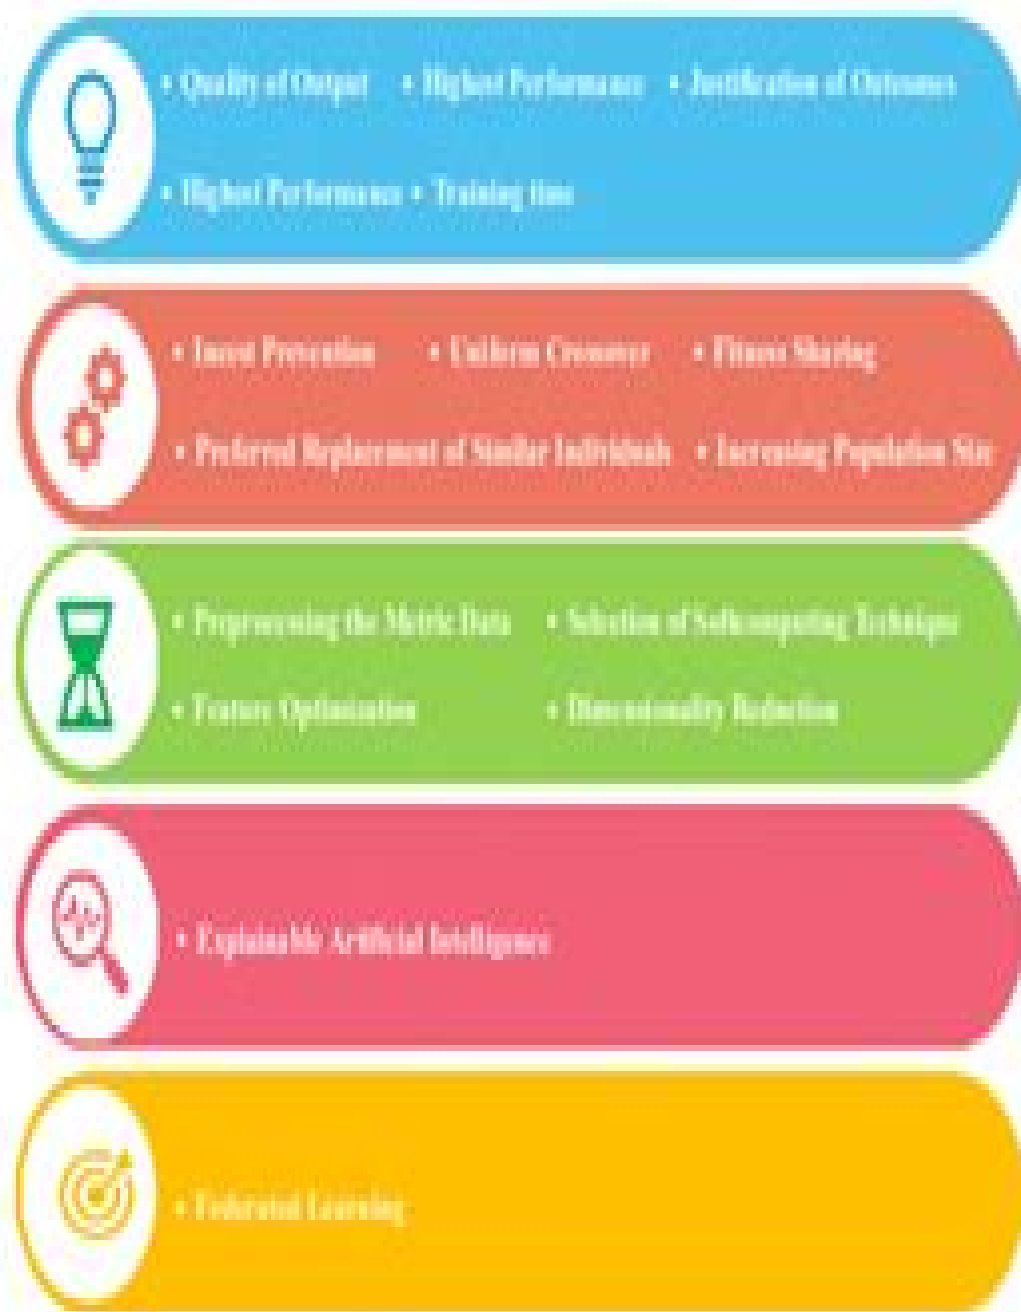 • Quality of Output • Highest Performance • Justification of Outcomes
• Highest Performance • Training time
• Incest Prevention • Uniform Crossover • Fitness Sharing
• Preferred Replacement of Similar Individuals • Increasing Population Size
• Preprocessing the Metric Data • Selection of Softcomputing Technique
• Feature Optimization • Dimensionality Reduction
• Explainable Artificial Intelligence
• Federated Learning